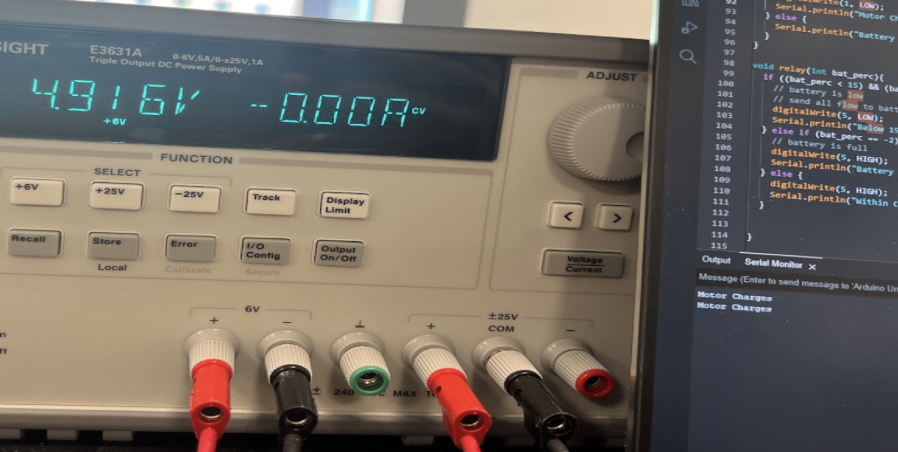 SIGHT
E3631A
0-6V,5A/0-±25V,1A
Triple Output DC Power Supply
4.916V
--0.00A
CV
+6V
ADJUST
FUNCTION
SELECT
+6V
+25V
-25V
Track
Display
Limit
<
>
Recall
Store
Error
I/O
Config
Output
On/Off
Voltage
Current
Local
Calibrate
Secure
6V
±25V
+
-
+
COM
-
± 240
MAX
92
93
Serial.println("Motor Ch
94
} else {
95
Serial.println("Battery
96
}
97
}
98
void relay(int bat_perc){
99
if ((bat_perc < 15) && (ba
100
// battery is low
101
// send all flow to batt
102
digitalWrite(5, LOW);
103
Serial.println("Below 15
104
} else if (bat_perc == -2)
105
// battery is full
106
digitalWrite(5, HIGH);
107
Serial.println("Battery
108
} else {
109
digitalWrite(5, HIGH);
110
Serial.println("Within c
111
}
112
113
114
}
115
Output
Serial Monitor ×
Message (Enter to send message to 'Arduino Un
Motor Charges
Motor Charges